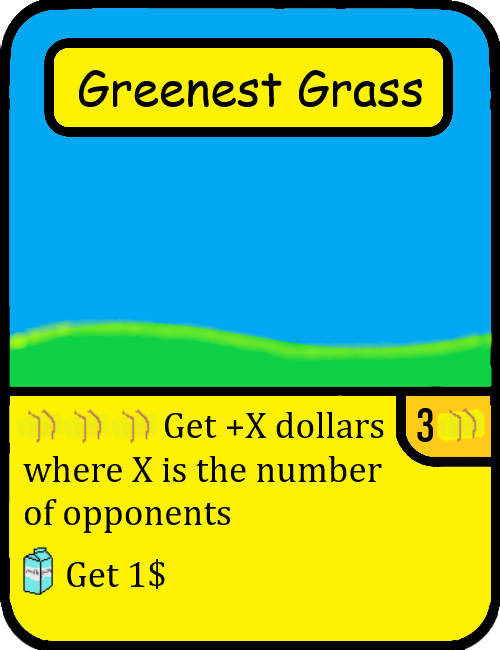 Greenest Grass
3
Get +X dollars
where X is the number
of opponents
Get 1$